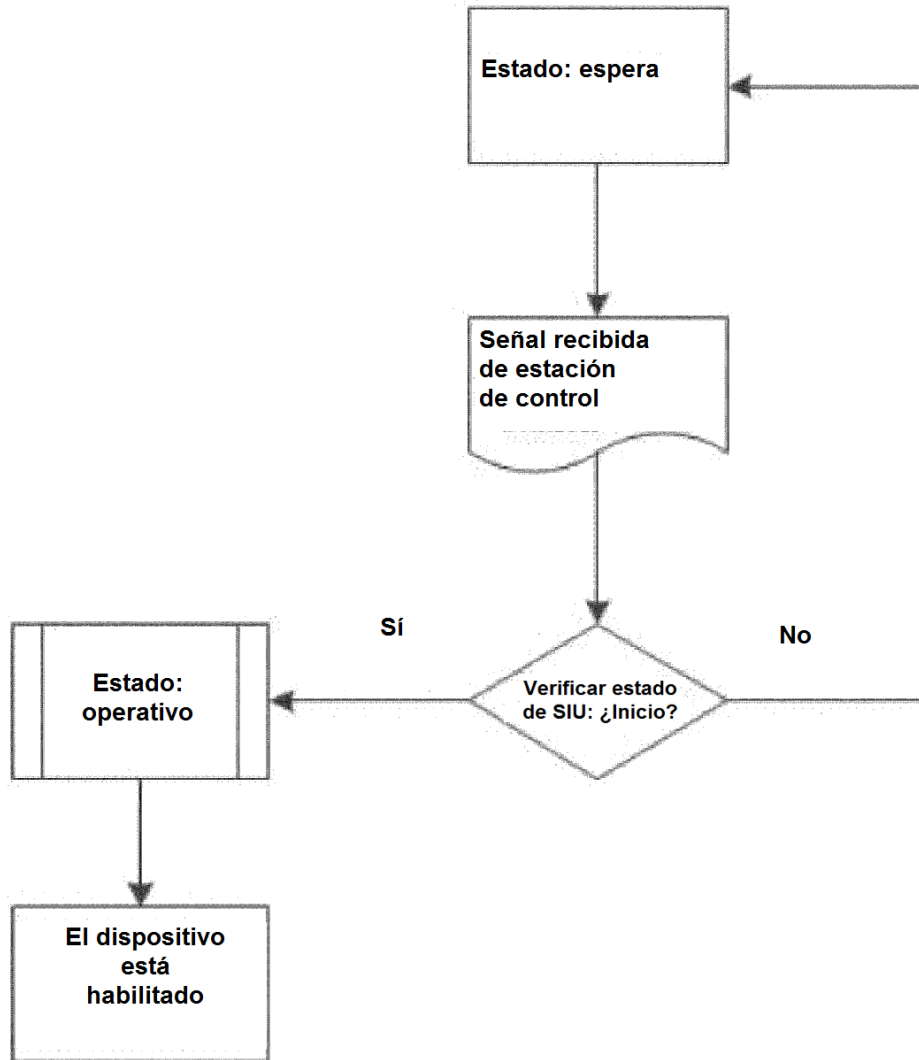 Estado: espera
Señal recibida
de estación
de control
Sí
No
Verificar estado
de SIU: ¿Inicio?
Estado:
operativo
El dispositivo
está
habilitado